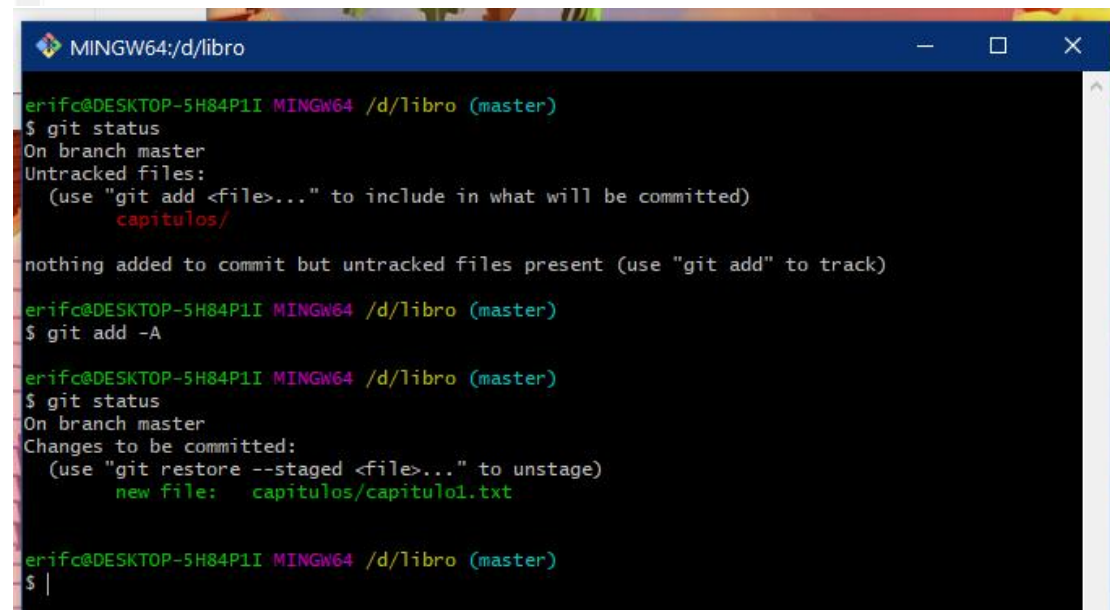 MINGW64:/d/libro
erifc@DESKTOP-5H84P1I MINGW64 /d/libro (master)
$ git status
On branch master
Untracked files:
  (use "git add <file>..." to include in what will be committed)
        capitulos/
nothing added to commit but untracked files present (use "git add" to track)
erifc@DESKTOP-5H84P1I MINGW64 /d/libro (master)
$ git add -A
erifc@DESKTOP-5H84P1I MINGW64 /d/libro (master)
$ git status
On branch master
Changes to be committed:
  (use "git restore --staged <file>..." to unstage)
        new file:   capitulos/capitulo1.txt
erifc@DESKTOP-5H84P1I MINGW64 /d/libro (master)
$